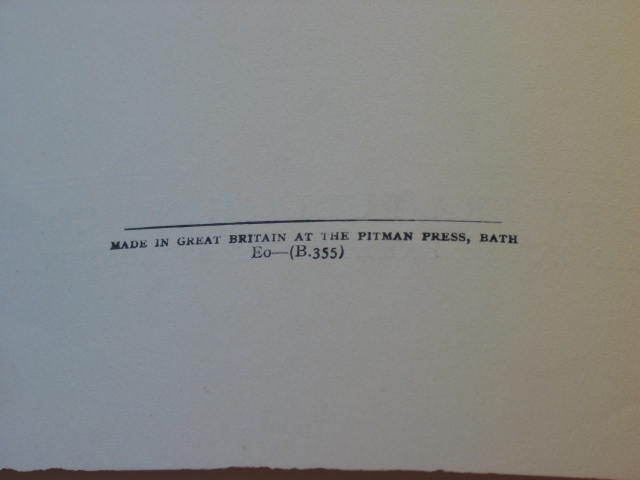 MADE IN GREAT BRITAIN AT THE PITMAN PRESS, BATH
Eo—(B.355)